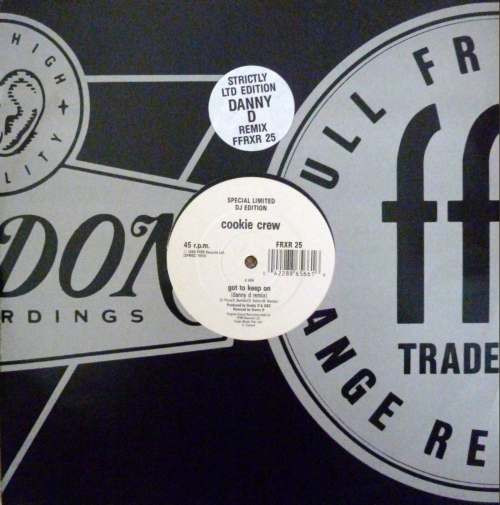 HIGH
QUALITY
DON
RDINGS
STRICTLY
LTD EDITION
DANNY
D
REMIX
FFRXR 25
ULL FR
ff
TRADE
ANGE RE
SPECIAL LIMITED
DJ EDITION
cookie crew
45 r.p.m.
FRXR 25
got to keep on
(danny d remix)